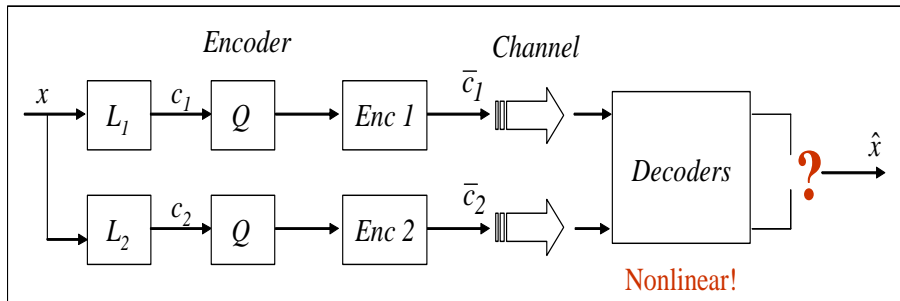 Encoder
Channel
x
L₁
c₁
Q
Enc 1
c̄₁
Decoders
?
x̂
L₂
c₂
Q
Enc 2
c̄₂
Nonlinear!